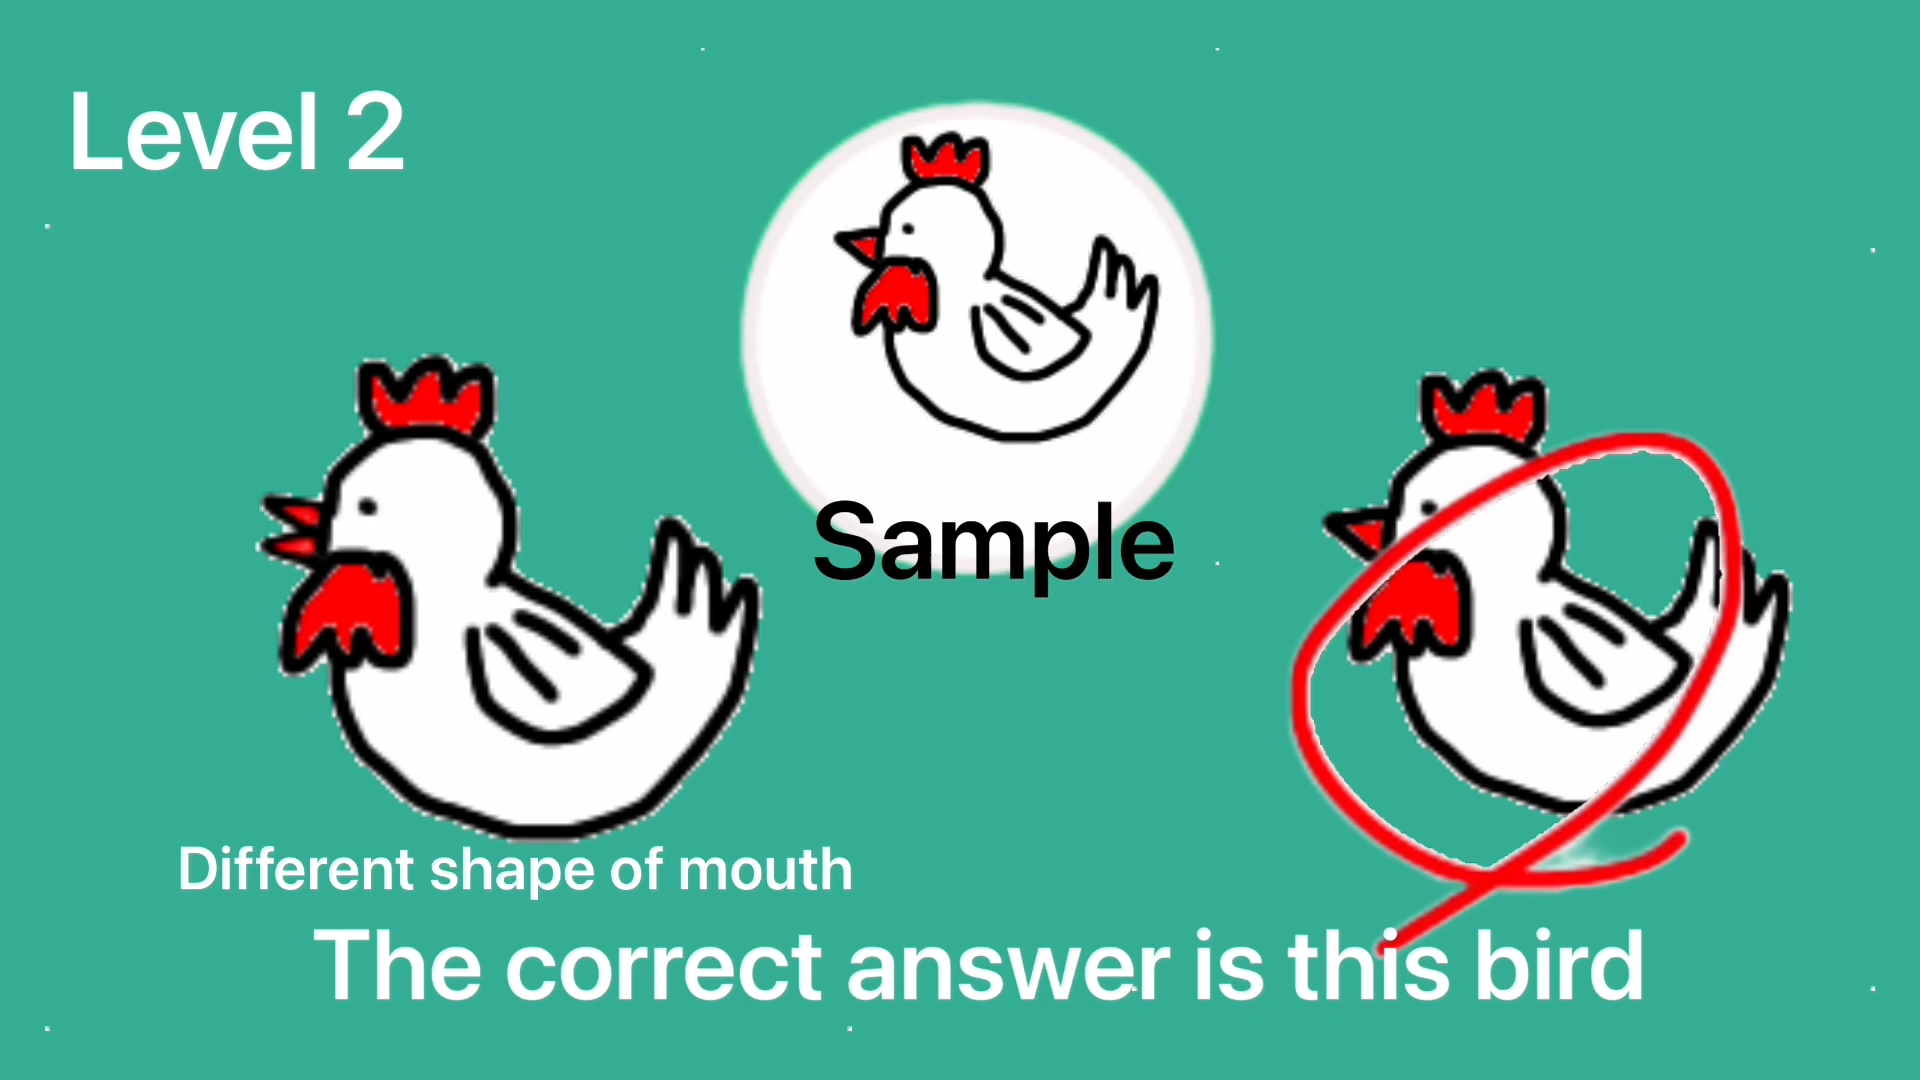 Level 2
Sample
Different shape of mouth
The correct answer is this bird